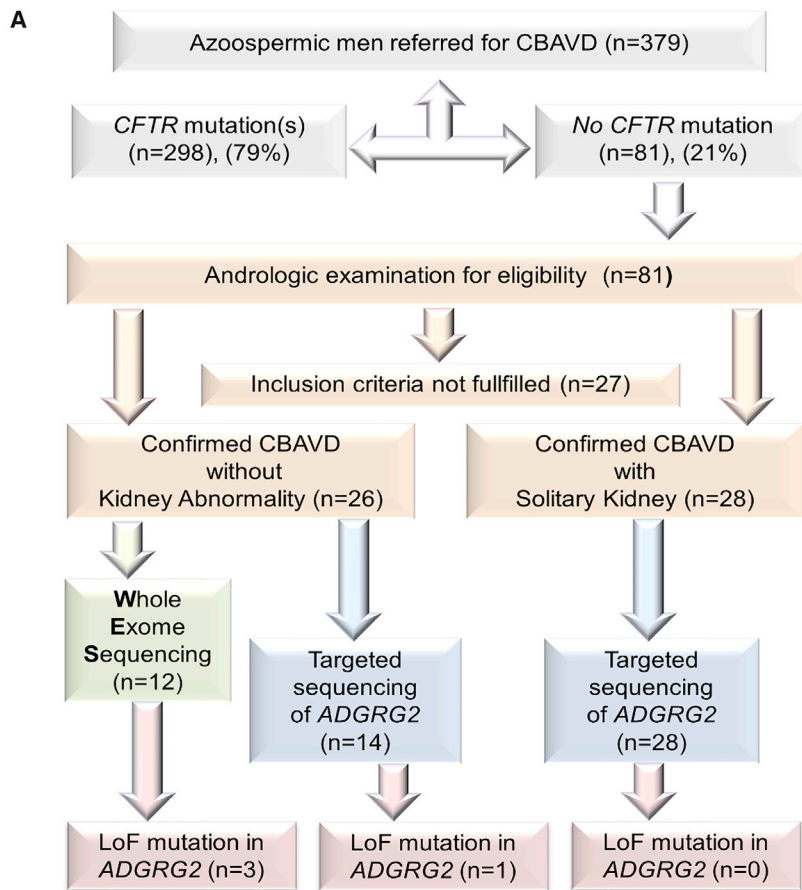 A
Azoospermic men referred for CBAVD (n=379)
CFTR mutation(s)
(n=298), (79%)
No CFTR mutation
(n=81), (21%)
Andrologic examination for eligibility (n=81)
Inclusion criteria not fullfilled (n=27)
Confirmed CBAVD
without
Kidney Abnormality (n=26)
Confirmed CBAVD
with
Solitary Kidney (n=28)
Whole
Exome
Sequencing
(n=12)
Targeted
sequencing
of ADGRG2
(n=14)
Targeted
sequencing
of ADGRG2
(n=28)
LoF mutation in
ADGRG2 (n=3)
LoF mutation in
ADGRG2 (n=1)
LoF mutation in
ADGRG2 (n=0)